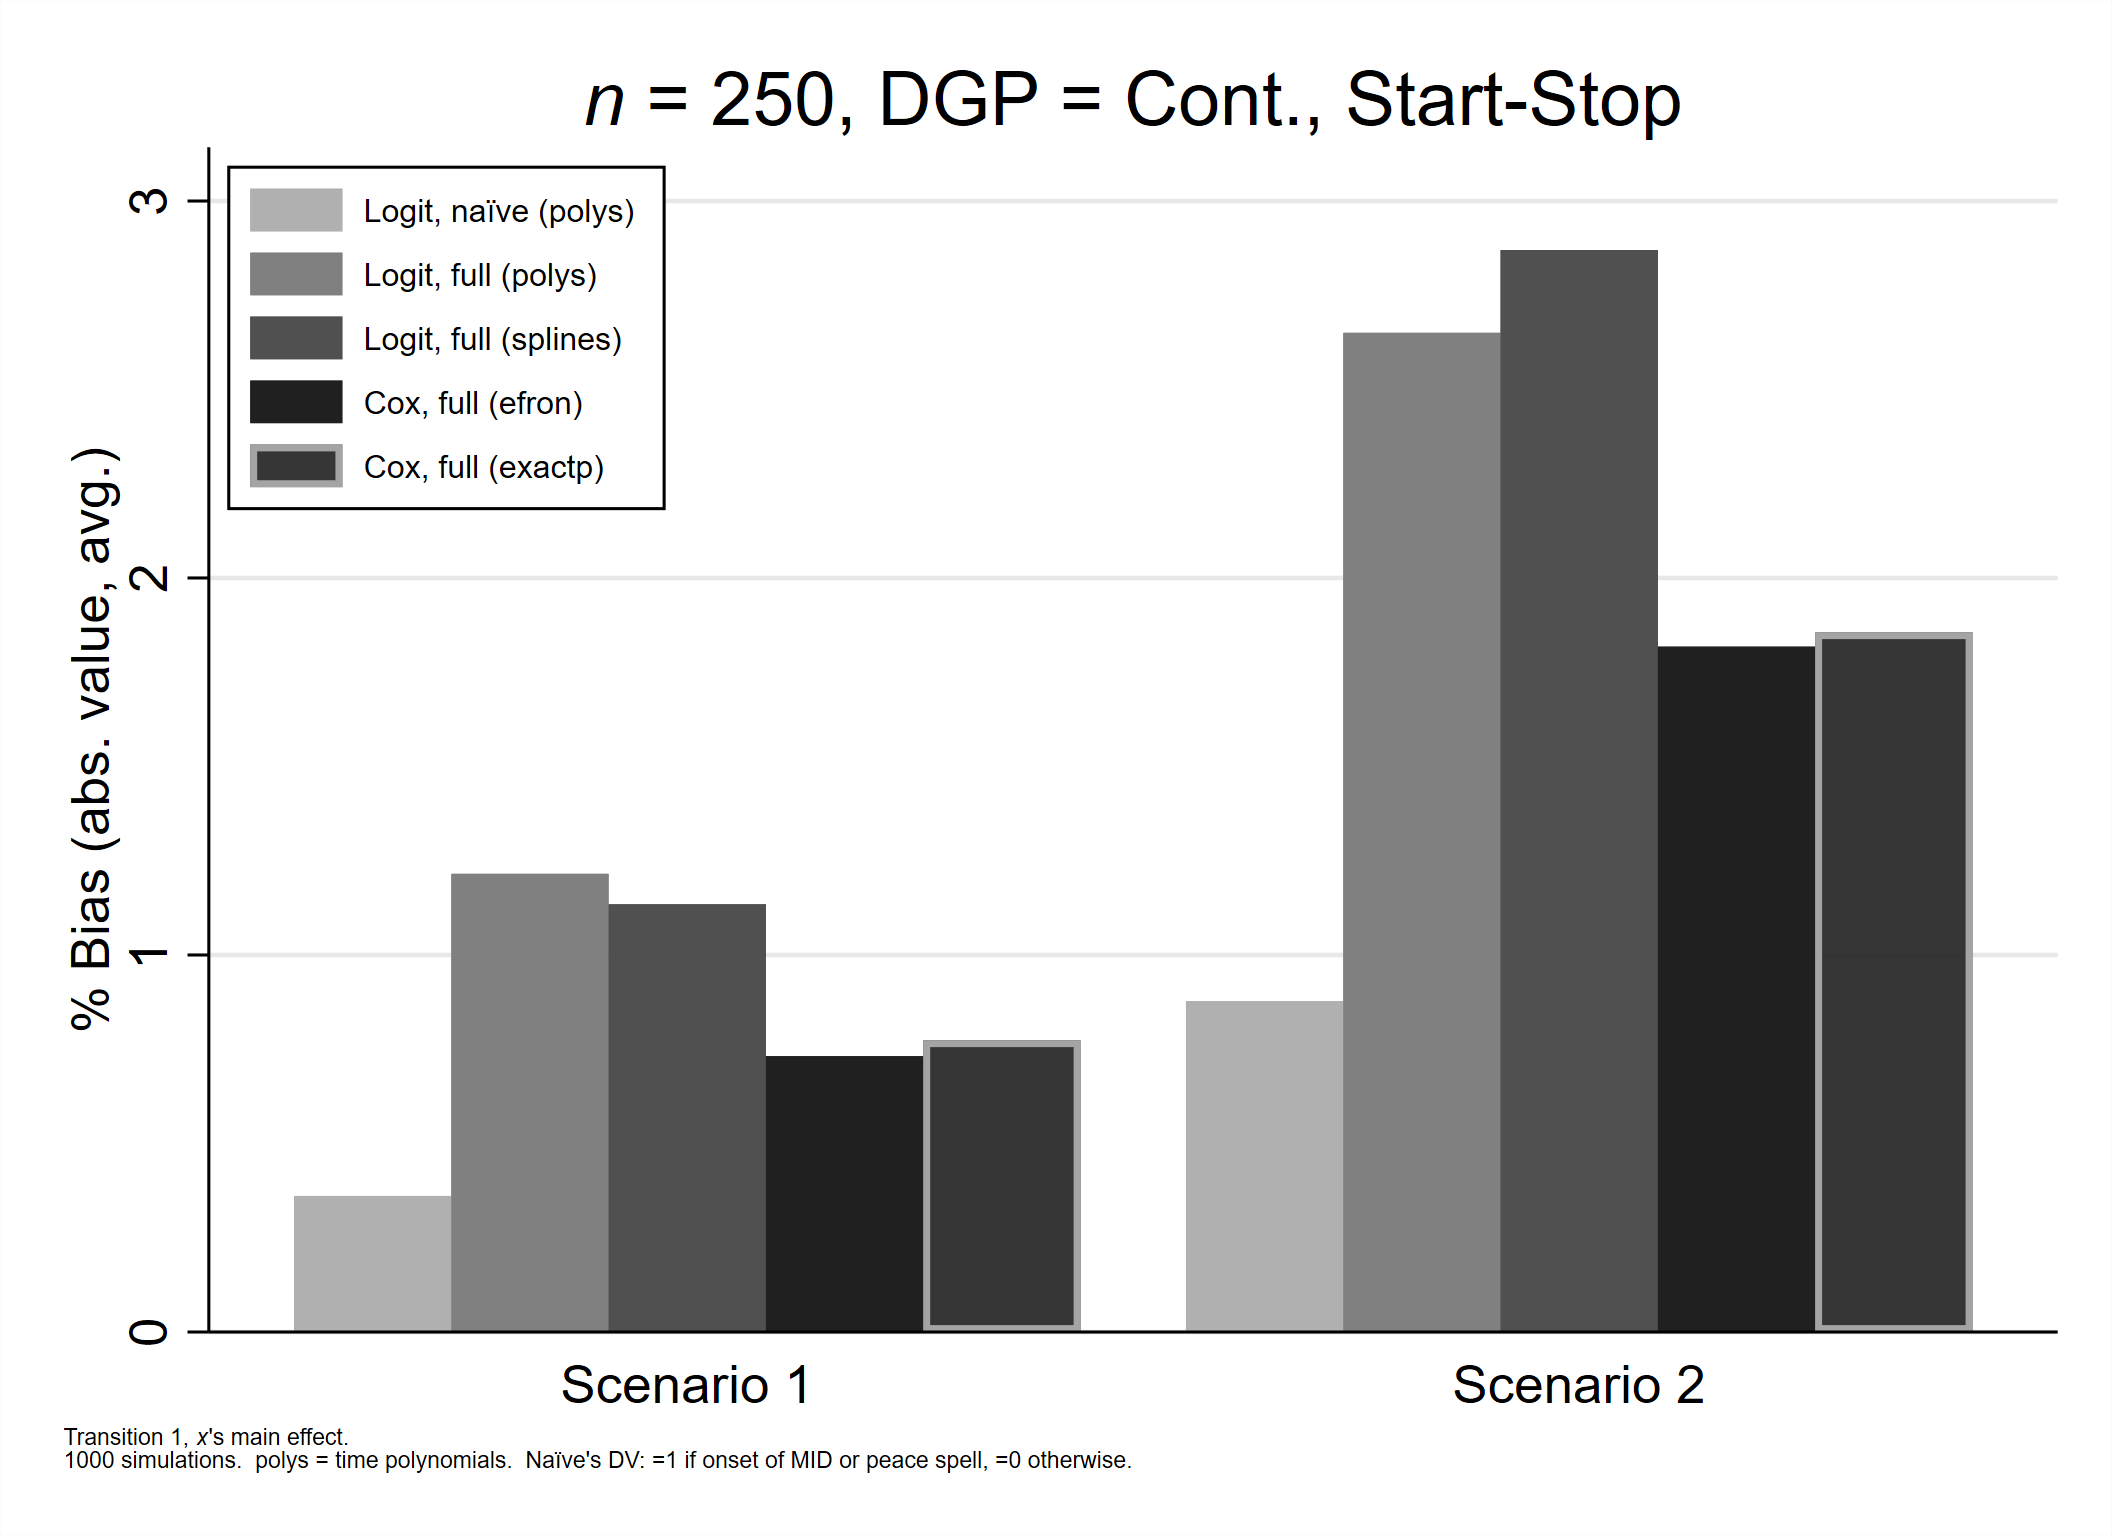 n = 250, DGP = Cont., Start-Stop
Logit, naïve (polys)
Logit, full (polys)
Logit, full (splines)
Cox, full (efron)
Cox, full (exactp)
% Bias (abs. value, avg.)
3
2
1
0
Scenario 1
Scenario 2
Transition 1, x's main effect.
1000 simulations.  polys = time polynomials.  Naïve's DV: =1 if onset of MID or peace spell, =0 otherwise.